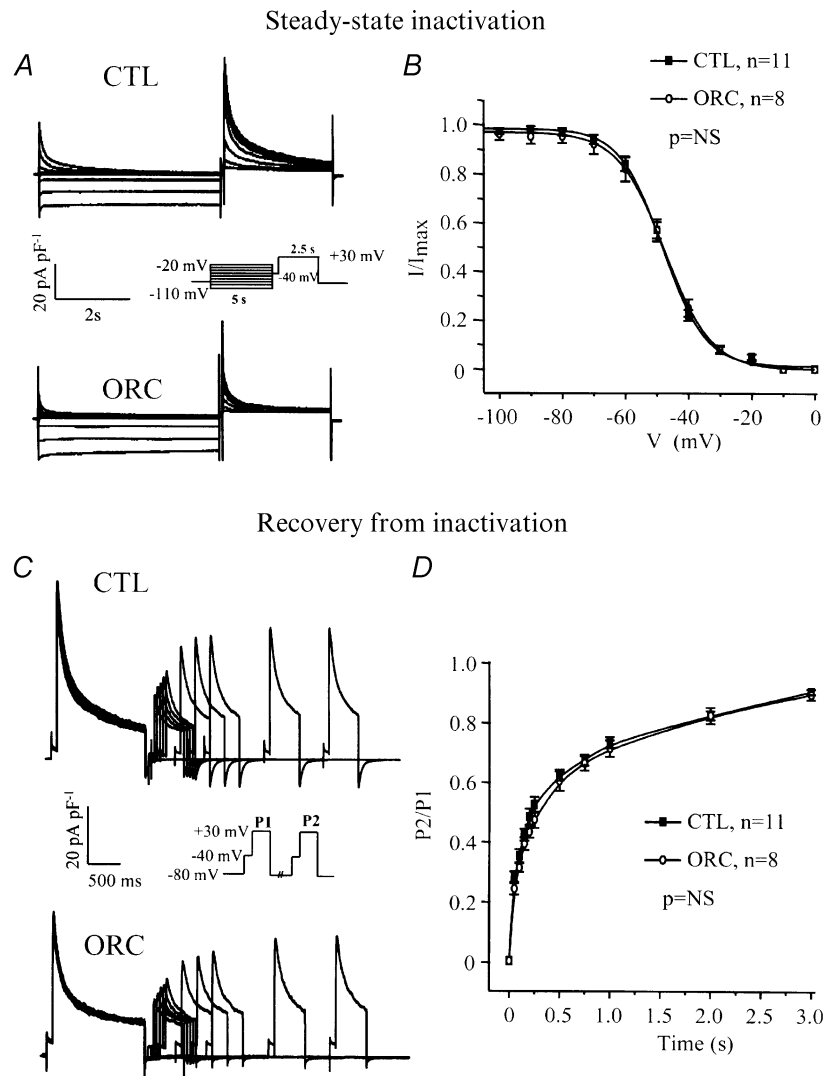 Steady-state inactivation
A
CTL
20 pA pF-1
2s
-20 mV
-110 mV
5 s
2.5 s
-40 mV
+30 mV
ORC
B
CTL, n=11
ORC, n=8
p=NS
I/Imax
1.0
0.8
0.6
0.4
0.2
0
-100 -80 -60 -40 -20 0
V (mV)
Recovery from inactivation
C
CTL
20 pA pF-1
500 ms
P1 P2
+30 mV
-40 mV
-80 mV
ORC
D
P2/P1
1.0
0.8
0.6
0.4
0.2
0
CTL, n=11
ORC, n=8
p=NS
0 0.5 1.0 1.5 2.0 2.5 3.0
Time (s)